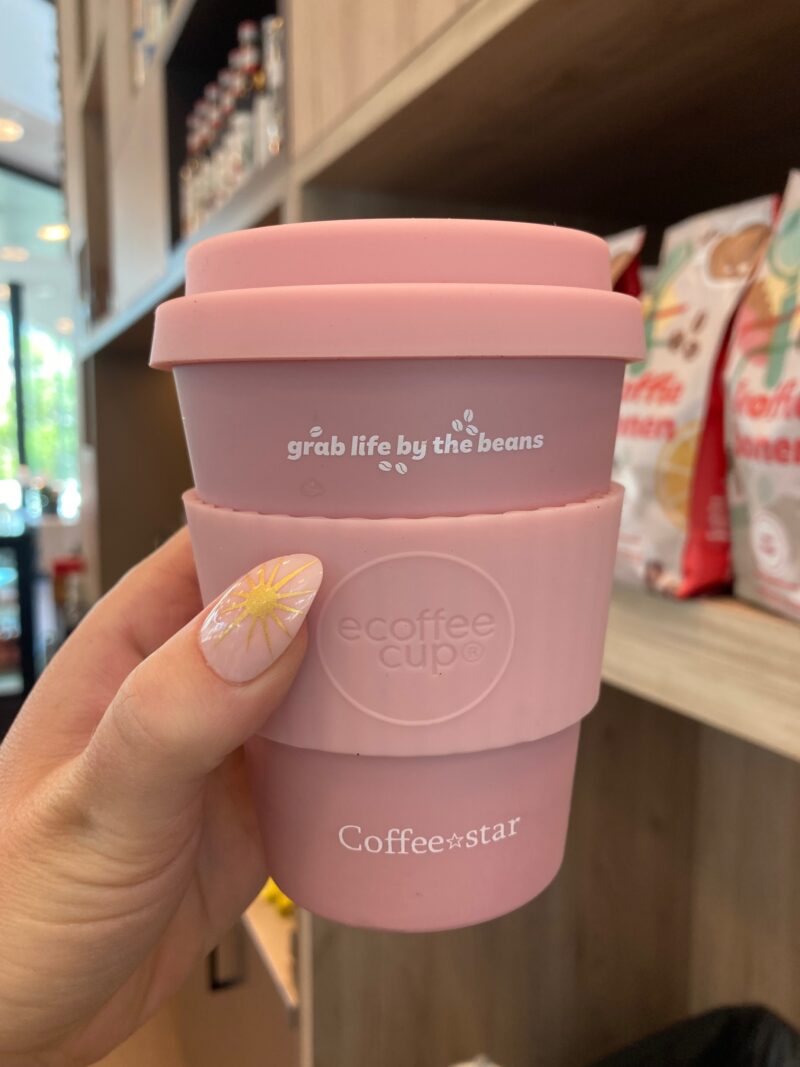 grab life by the beans
ecoffee
cup®
Coffee☆star